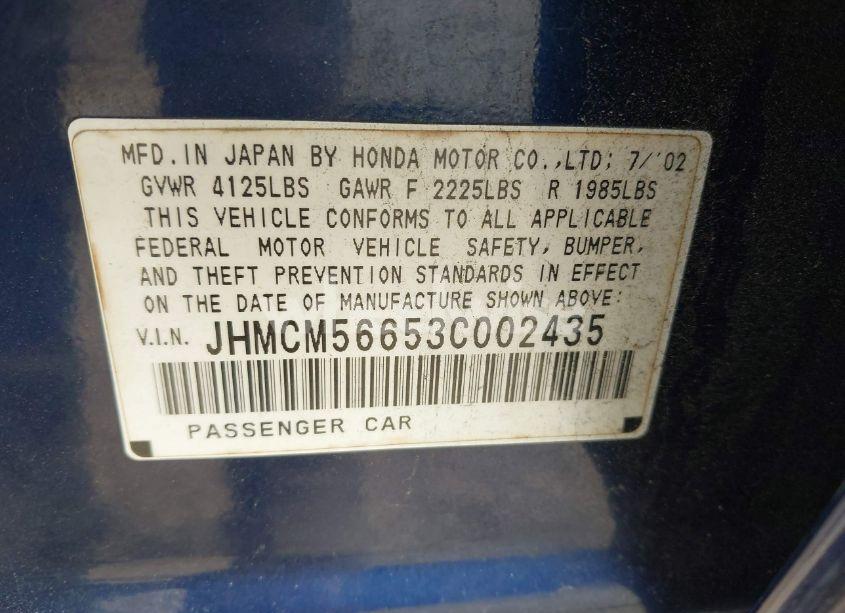 MFD.IN JAPAN BY HONDA MOTOR CO.,LTD; 7/'02
GVWR 4125LBS GAWR F 2225LBS R 1985LBS
THIS VEHICLE CONFORMS TO ALL APPLICABLE
FEDERAL MOTOR VEHICLE SAFETY, BUMPER,
AND THEFT PREVENTION STANDARDS IN EFFECT
ON THE DATE OF MANUFACTURE SHOWN ABOVE:
V.I.N. JHMCM56653C002435
PASSENGER CAR